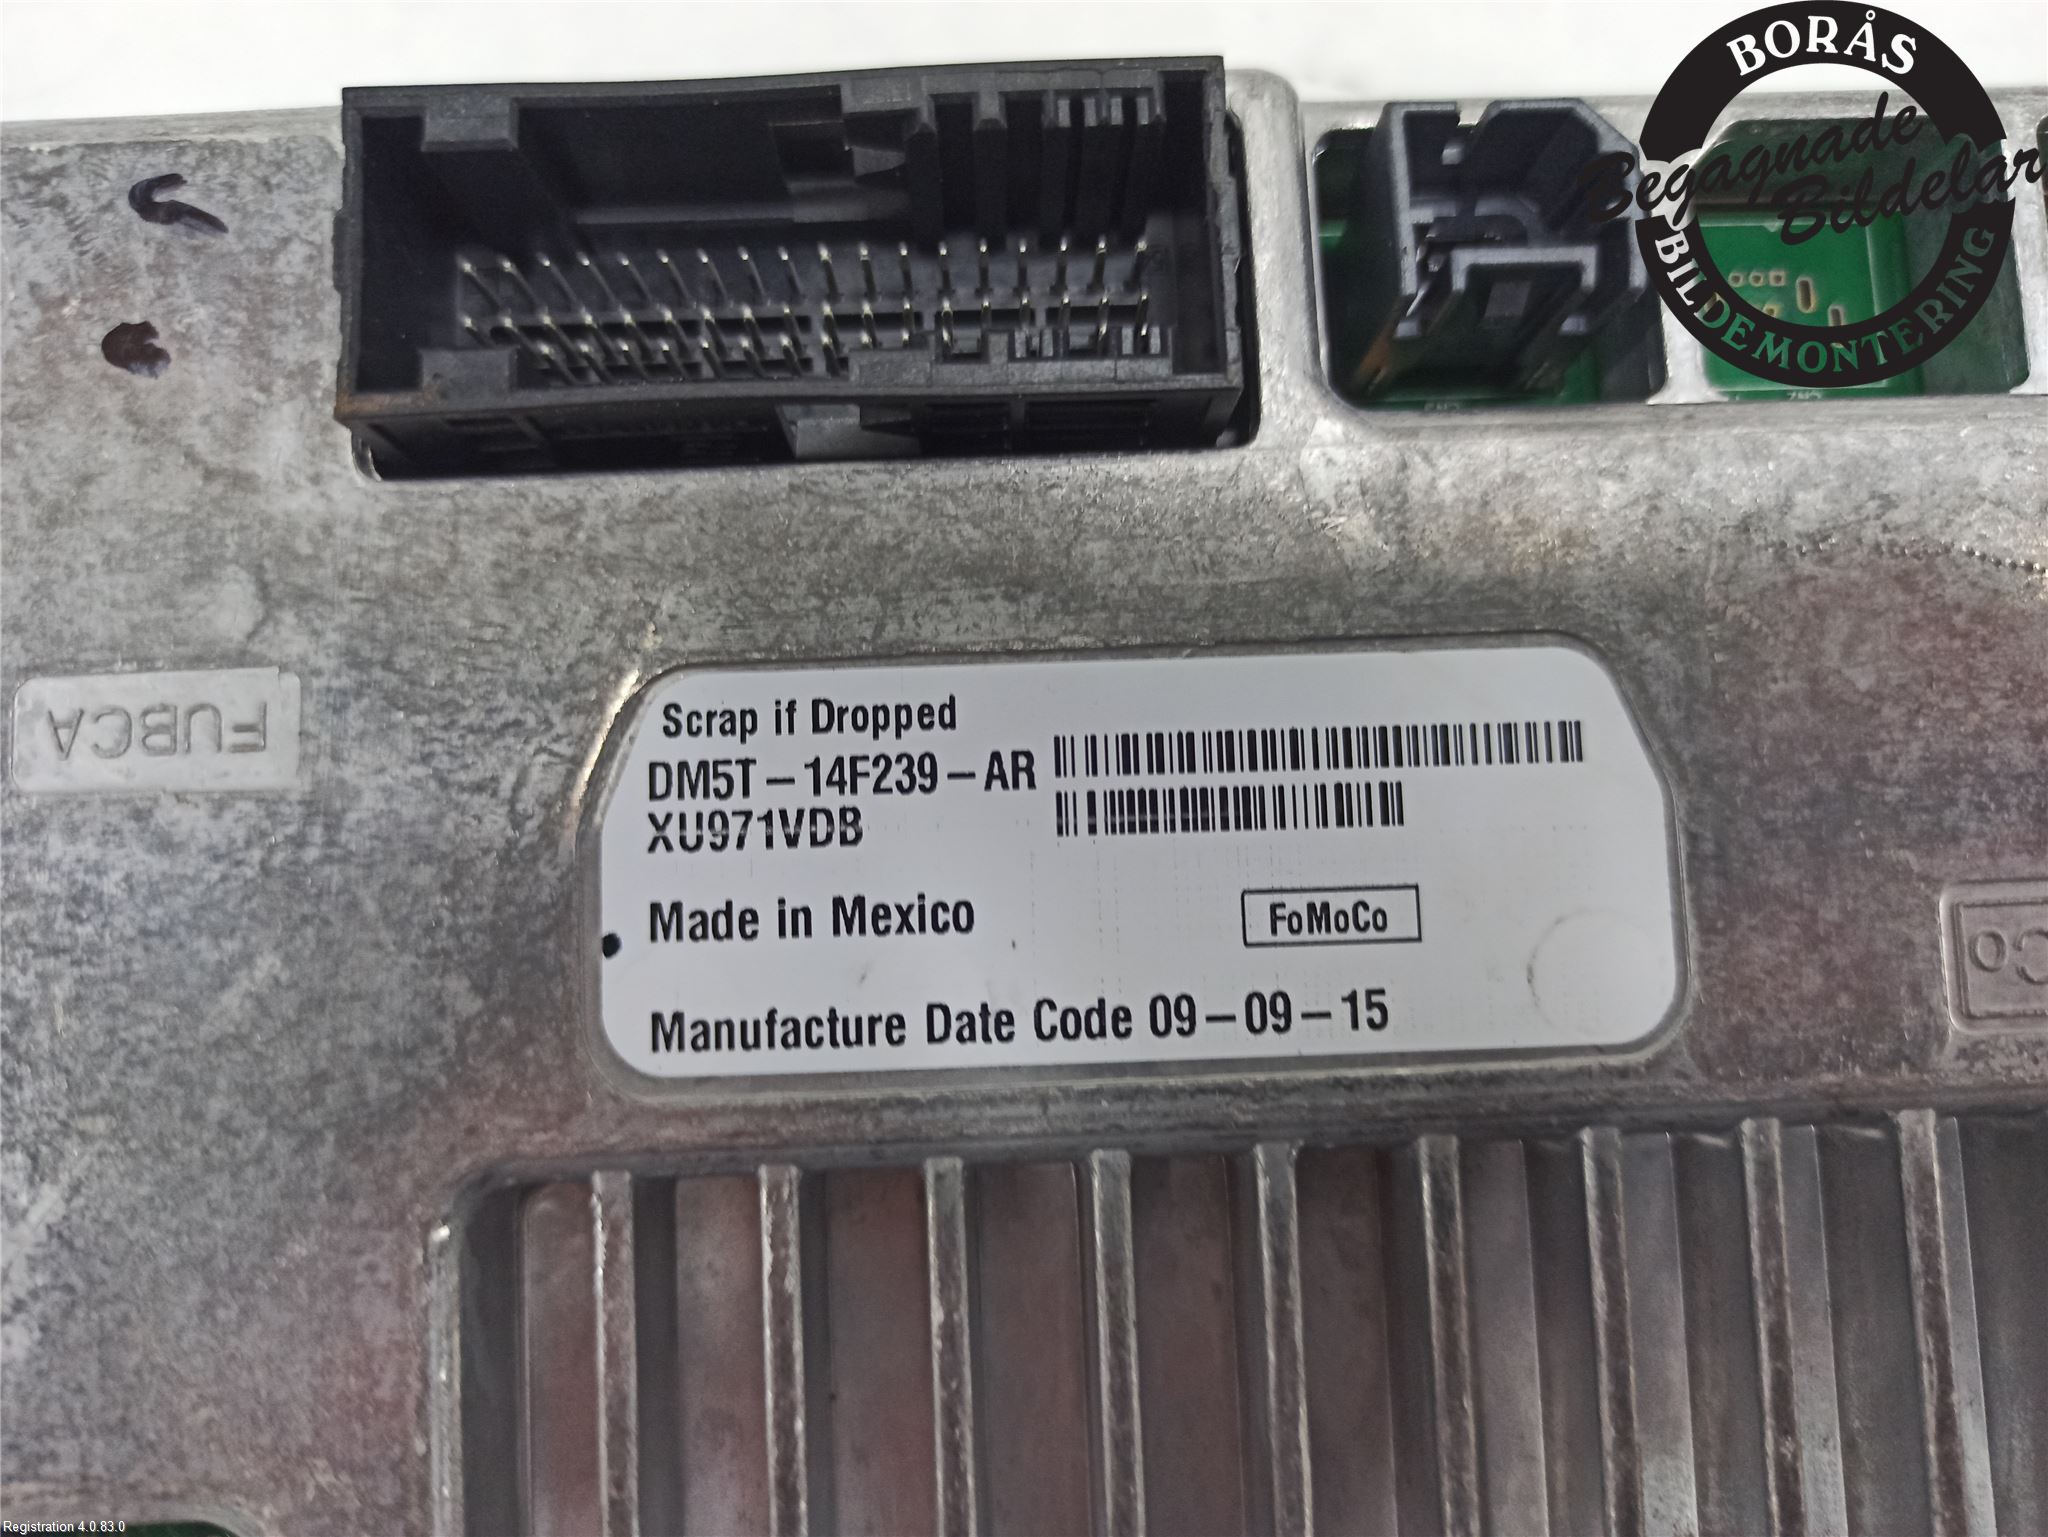 BORÅS
Begagnade
Bildelar
BILDEMONTERING
FUBCA
Scrap if Dropped
DM5T-14F239-AR
XU971VDB
Made in Mexico
FoMoCo
Manufacture Date Code 09-09-15
Co
Registration 4.0.83.0